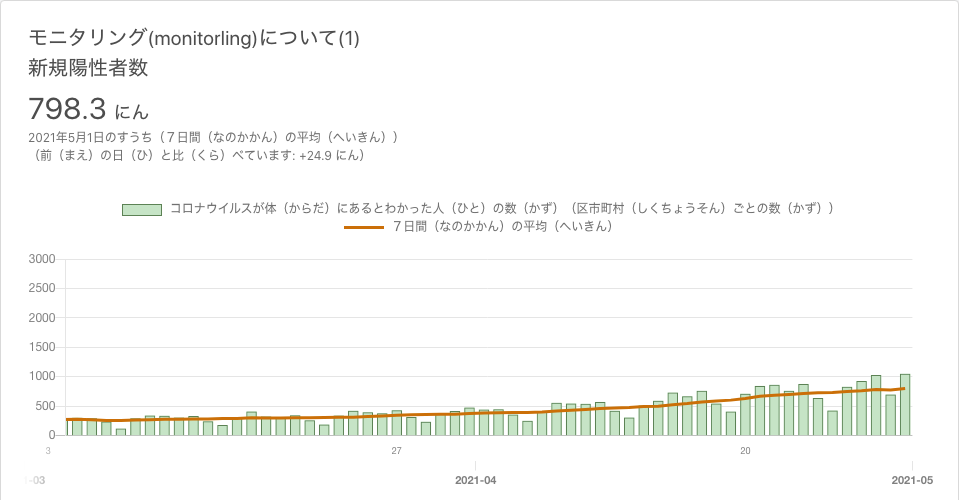 モニタリング(monitorling)について(1)
新規陽性者数
798.3 にん
2021年5月1日のすうち（７日間（なのかかん）の平均（へいきん））
（前（まえ）の日（ひ）と比（くら）べています: +24.9 にん）
コロナウイルスが体（からだ）にあるとわかった人（ひと）の数（かず）（区市町村（しくちょうそん）ごとの数（かず））
７日間（なのかかん）の平均（へいきん）
3000
2500
2000
1500
1000
500
0
3 27 20
-03 2021-04 2021-05